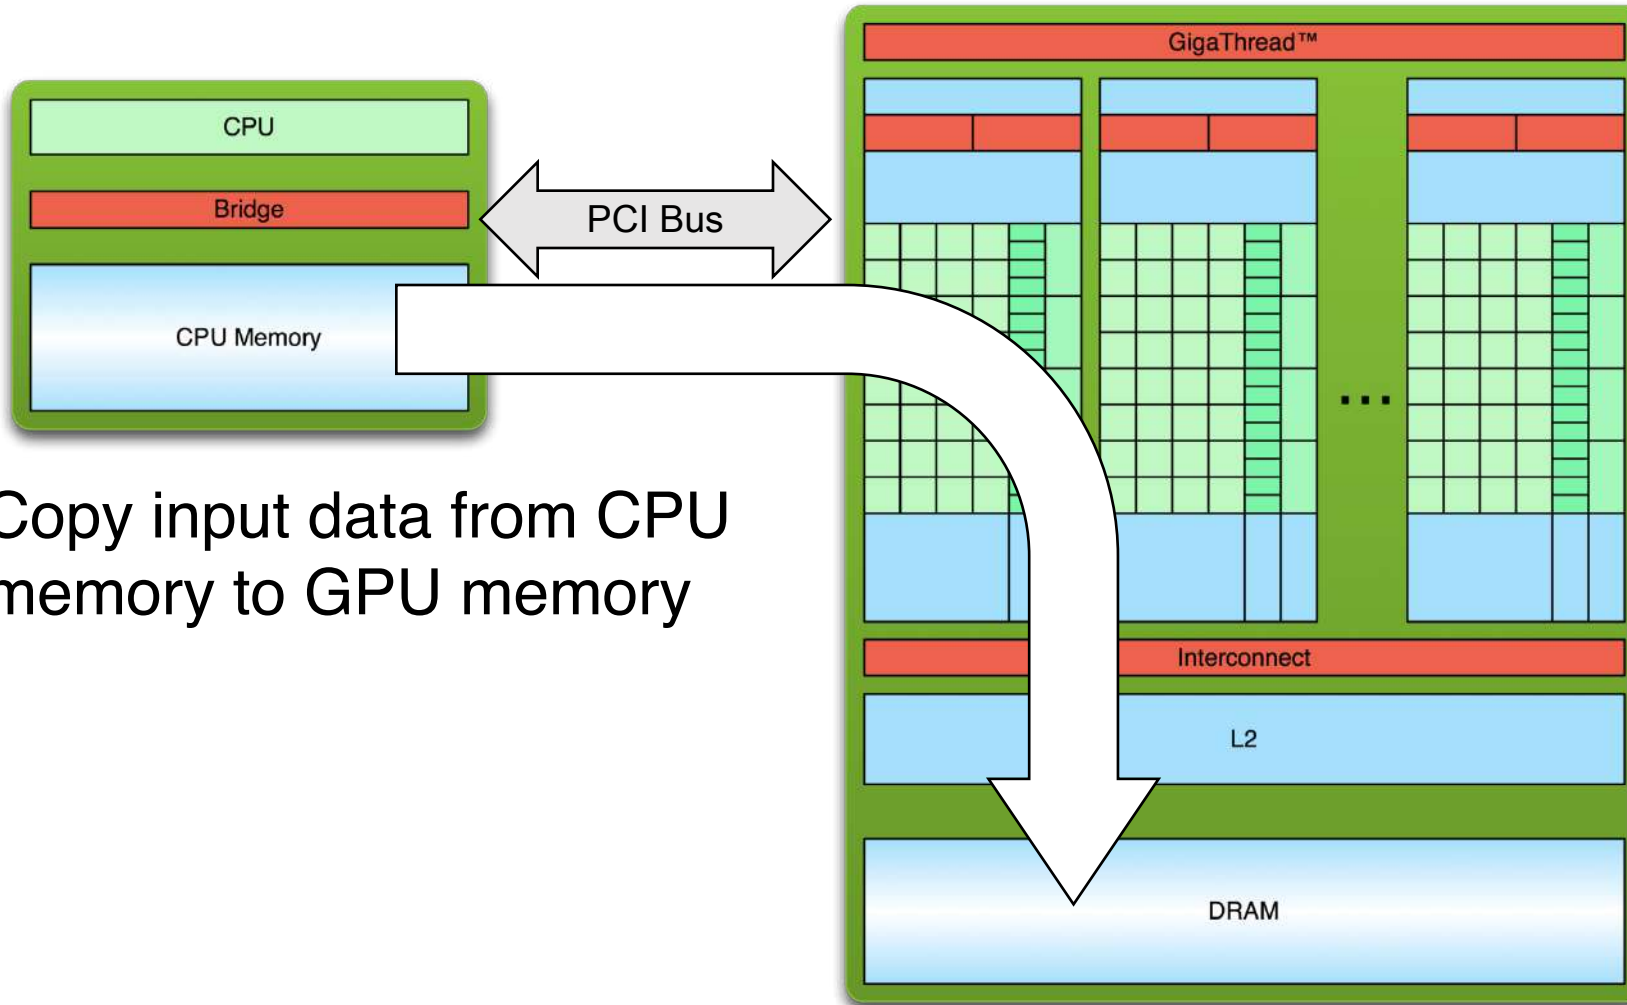 GigaThread™
CPU
Bridge
PCI Bus
CPU Memory
...
Copy input data from CPU
memory to GPU memory
Interconnect
L2
DRAM